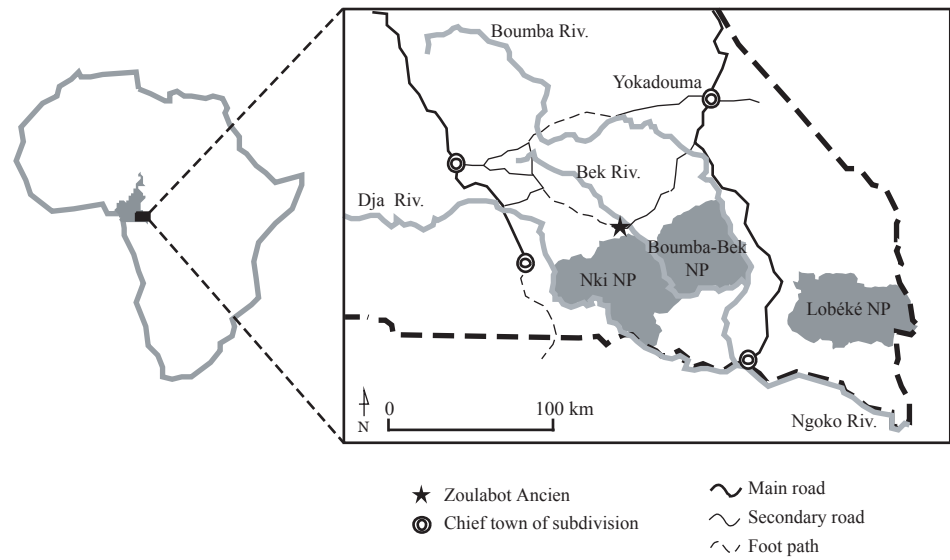 Boumba Riv.
Yokadouma
Bek Riv.
Dja Riv.
Boumba-Bek
NP
Nki NP
Lobéké NP
N
0 100 km
Ngoko Riv.
Zoulabot Ancien
Chief town of subdivision
Main road
Secondary road
Foot path